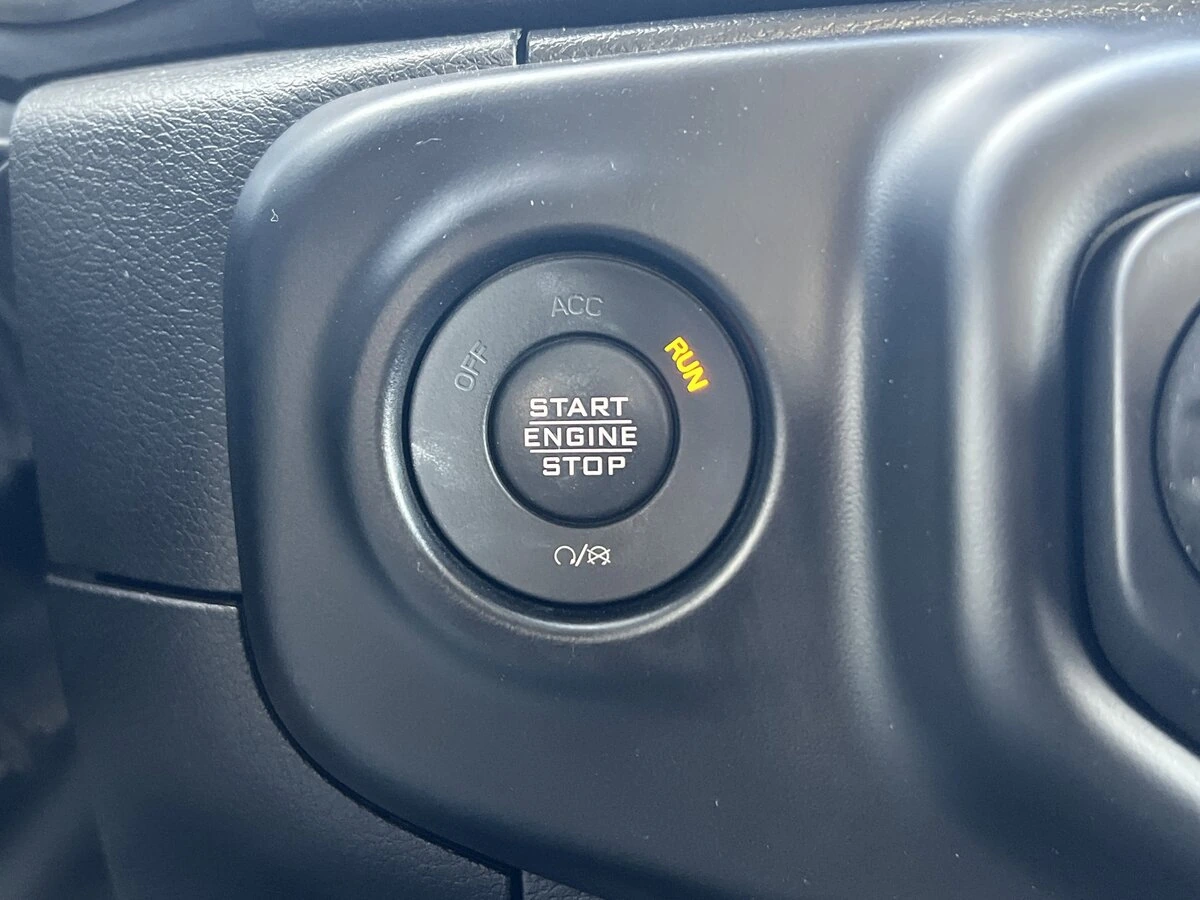 ACC
OFF
RUN
START
ENGINE
STOP